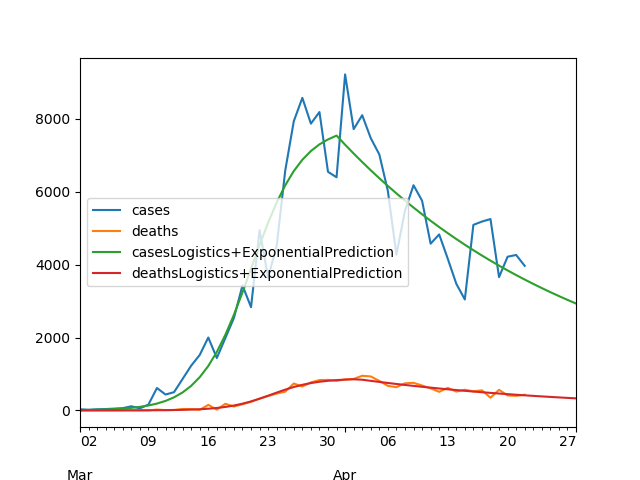 8000
6000
4000
2000
0
cases
deaths
casesLogistics+ExponentialPrediction
deathsLogistics+ExponentialPrediction
02 09 16 23 30 06 13 20 27
Mar Apr